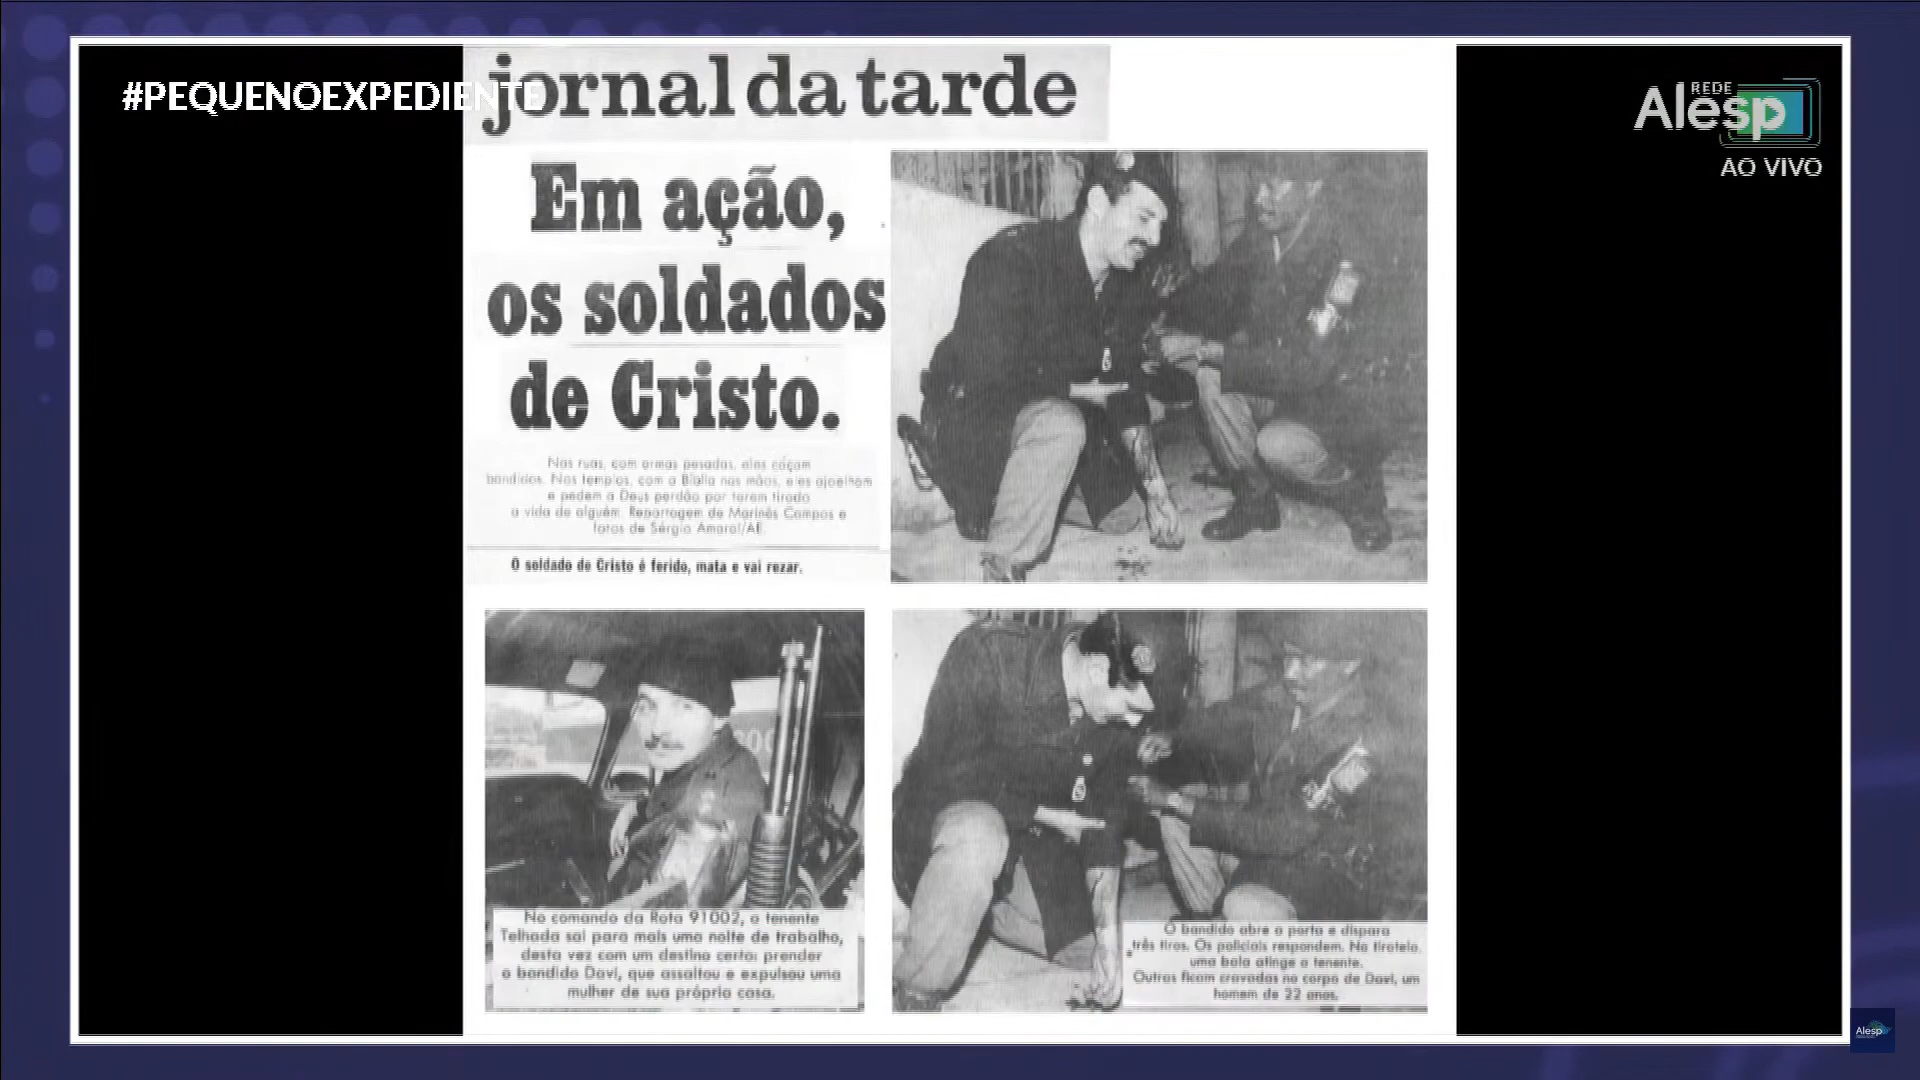 #PEQUENOEXPEDIENTE
jornal da tarde
REDE
Alesp
AO VIVO
Em ação,
os soldados
de Cristo.
Nas ruas, com armas pesadas, eles caçam
bandidos. Nos templos, com a Bíblia nas mãos, eles ajoelham
e pedem a Deus perdão por terem tirado
a vida de alguém. Reportagem de Marinês Campos e
fotos de Sérgio Amaral/AE.
O soldado de Cristo é ferido, mata e vai rezar.
No comando da Rota 91002, o tenente
Telhada sai para mais uma noite de trabalho,
desta vez com um destino certo: prender
o bandido Davi, que assaltou e expulsou uma
mulher de sua própria casa.
O bandido abre a porta e dispara
três tiros. Os policiais respondem. No tiroteio,
uma bala atinge o tenente.
Outras ficam cravadas no corpo de Davi, um
homem de 22 anos.
Alesp